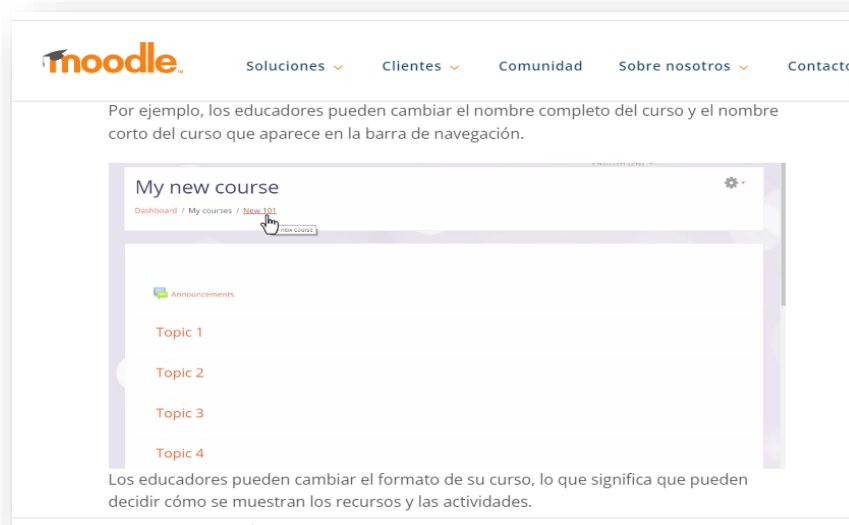 moodle
Soluciones Clientes Comunidad Sobre nosotros Contacto
Por ejemplo, los educadores pueden cambiar el nombre completo del curso y el nombre
corto del curso que aparece en la barra de navegación.
My new course
Dashboard / My courses / New 101
new course
Announcements
Topic 1
Topic 2
Topic 3
Topic 4
Los educadores pueden cambiar el formato de su curso, lo que significa que pueden
decidir cómo se muestran los recursos y las actividades.